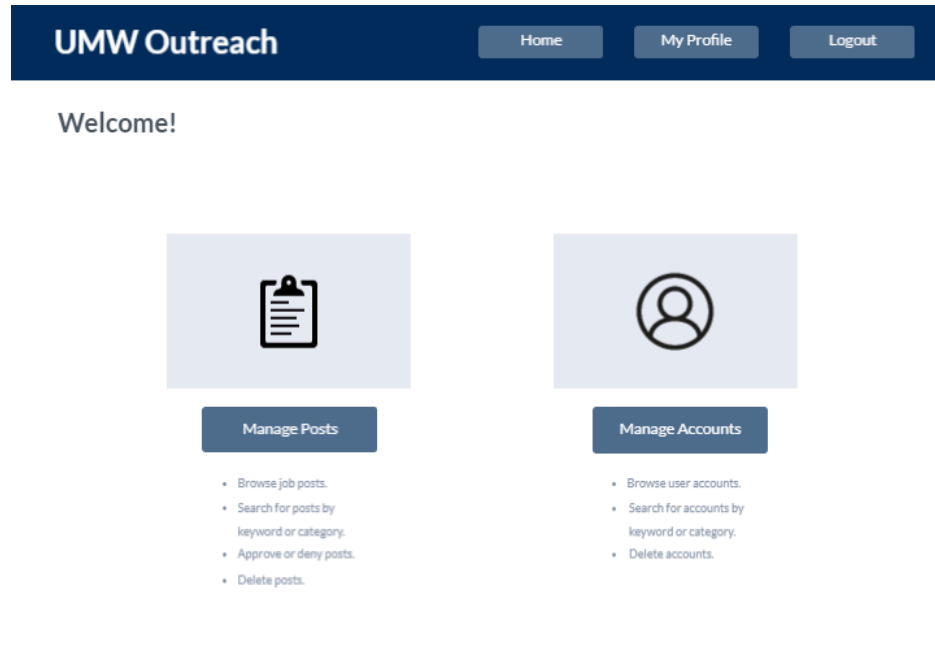 UMW Outreach
Home
My Profile
Logout
Welcome!
Manage Posts
• Browse job posts.
• Search for posts by
keyword or category.
• Approve or deny posts.
• Delete posts.
Manage Accounts
• Browse user accounts.
• Search for accounts by
keyword or category.
• Delete accounts.